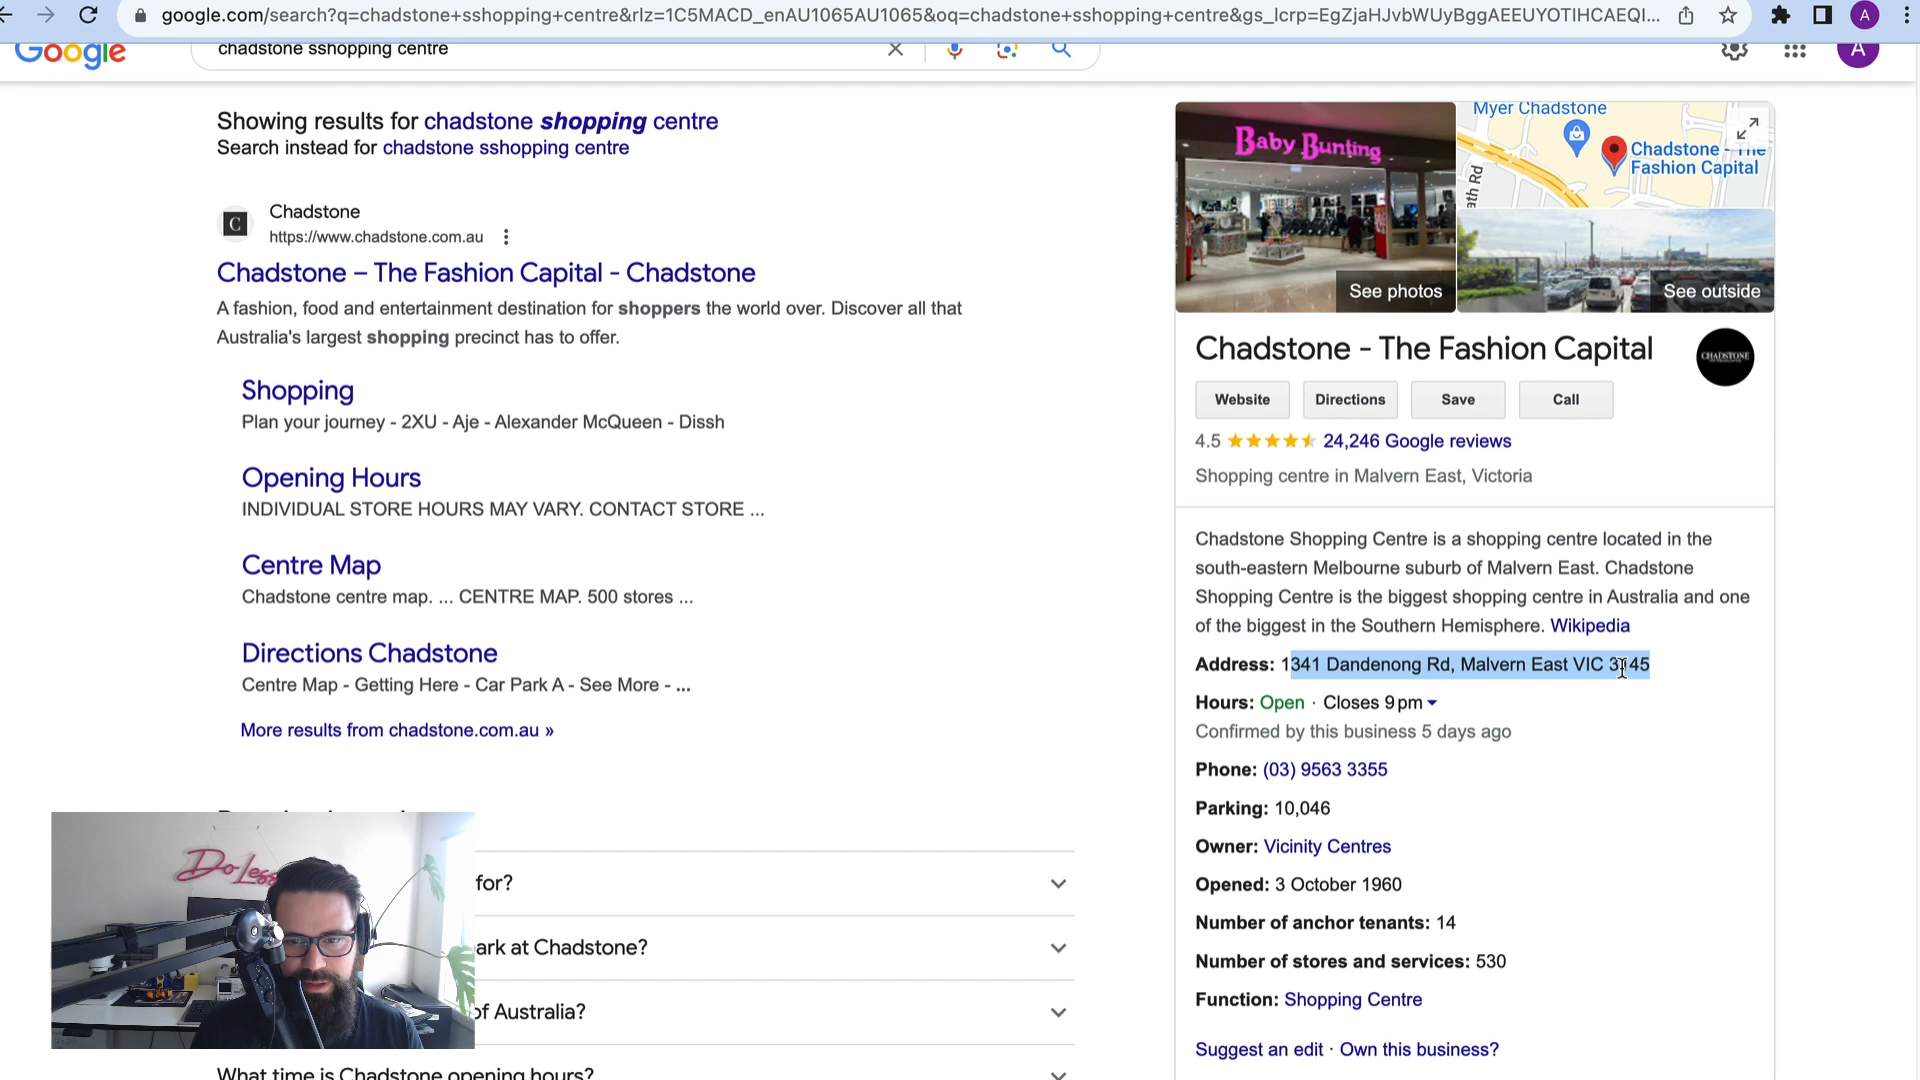 google.com/search?q=chadstone+sshopping+centre&rlz=1C5MACD_enAU1065AU1065&oq=chadstone+sshopping+centre&gs_lcrp=EgZjaHJvbWUyBggAEEUYOTIHCAEQI...
A
Google
chadstone sshopping centre
A
Showing results for chadstone shopping centre
Search instead for chadstone sshopping centre
C
Chadstone
https://www.chadstone.com.au
Chadstone – The Fashion Capital - Chadstone
A fashion, food and entertainment destination for shoppers the world over. Discover all that
Australia's largest shopping precinct has to offer.
Shopping
Plan your journey - 2XU - Aje - Alexander McQueen - Dissh
Opening Hours
INDIVIDUAL STORE HOURS MAY VARY. CONTACT STORE ...
Centre Map
Chadstone centre map. ... CENTRE MAP. 500 stores ...
Directions Chadstone
Centre Map - Getting Here - Car Park A - See More - ...
More results from chadstone.com.au »
for?
ark at Chadstone?
of Australia?
What time is Chadstone opening hours?
Do Less
Baby Bunting
See photos
Myer Chadstone
Chadstone - The
Fashion Capital
ath Rd
See outside
Chadstone - The Fashion Capital
CHADSTONE
Website
Directions
Save
Call
4.5
24,246 Google reviews
Shopping centre in Malvern East, Victoria
Chadstone Shopping Centre is a shopping centre located in the
south-eastern Melbourne suburb of Malvern East. Chadstone
Shopping Centre is the biggest shopping centre in Australia and one
of the biggest in the Southern Hemisphere. Wikipedia
Address: 1341 Dandenong Rd, Malvern East VIC 3145
Hours: Open · Closes 9 pm
Confirmed by this business 5 days ago
Phone: (03) 9563 3355
Parking: 10,046
Owner: Vicinity Centres
Opened: 3 October 1960
Number of anchor tenants: 14
Number of stores and services: 530
Function: Shopping Centre
Suggest an edit · Own this business?